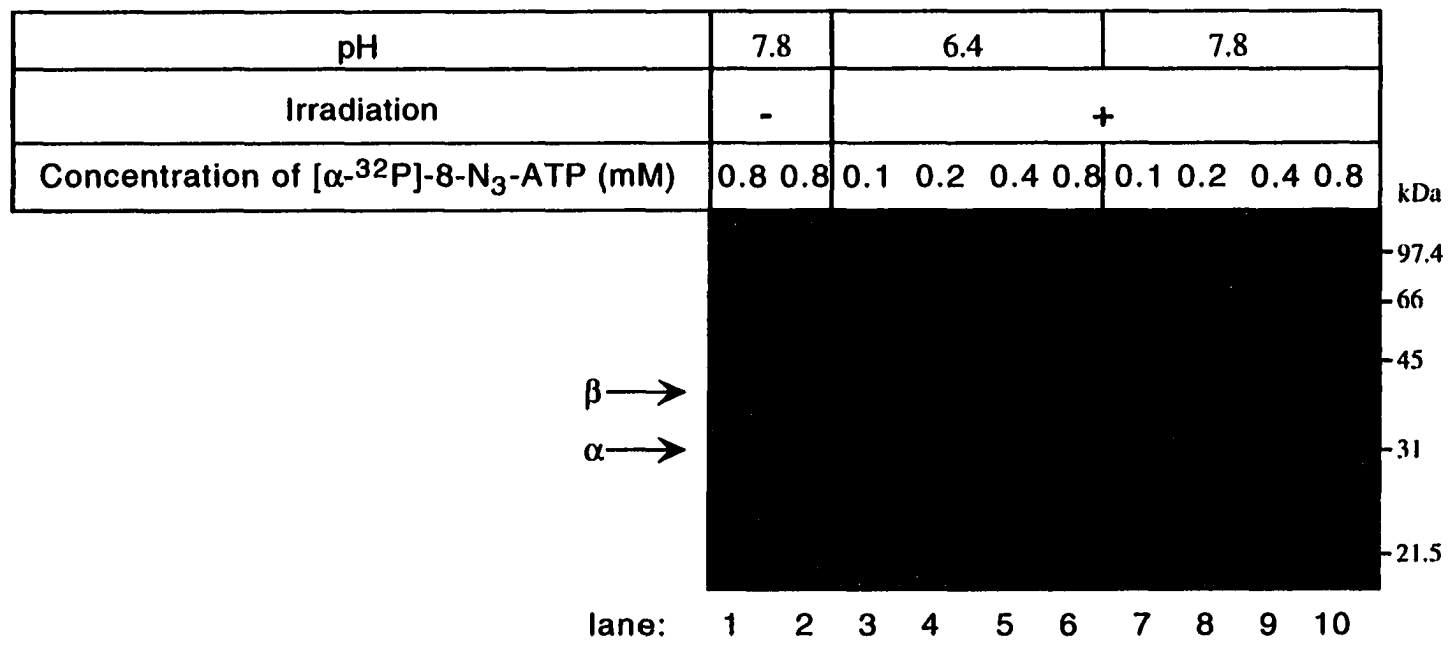 pH 7.8 6.4 7.8
Irradiation - +
Concentration of [α-³²P]-8-N₃-ATP (mM) 0.8 0.8 0.1 0.2 0.4 0.8 0.1 0.2 0.4 0.8
kDa
97.4
66
45
β
α
31
21.5
lane: 1 2 3 4 5 6 7 8 9 10